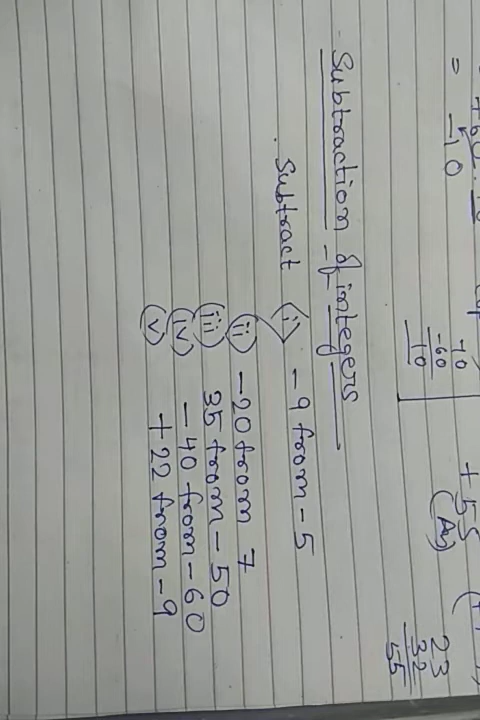 = -10
70
-60
10
+55
(A)
23
32
55
Subtraction of integers
Subtract (i) -9 from -5
(ii) -20 from 7
(iii) 35 from -50
(iv) -40 from -60
(v) +22 from -9